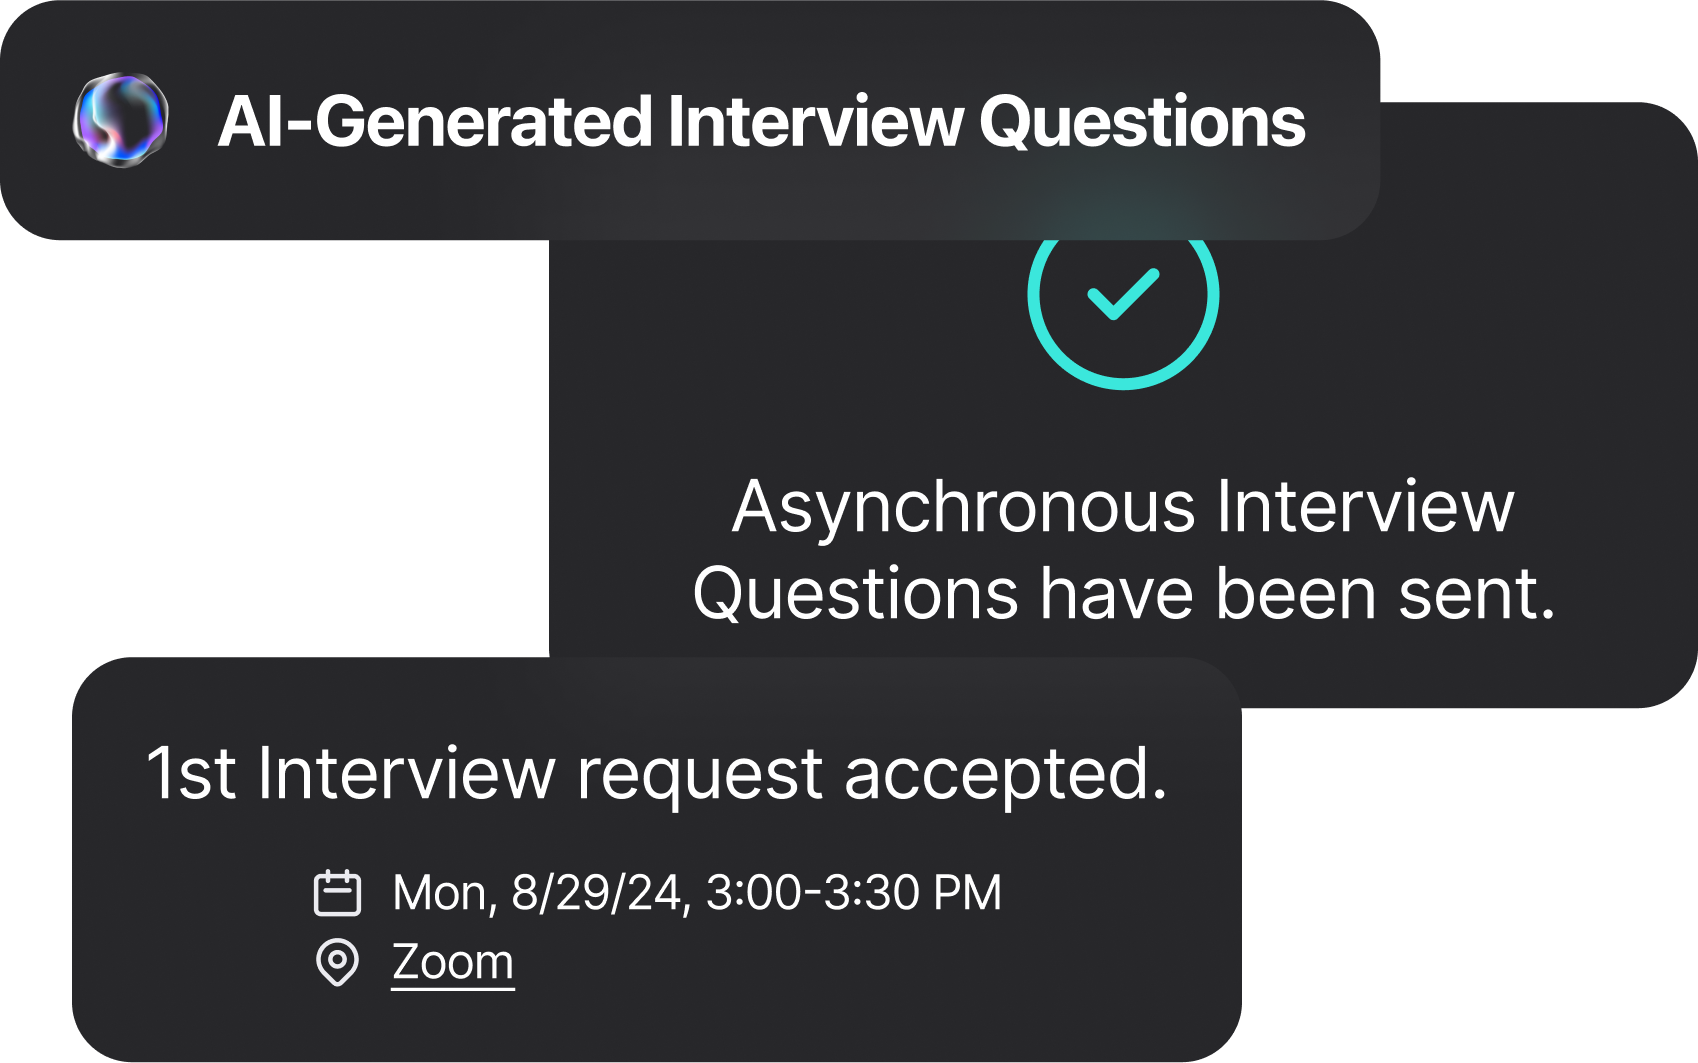 AI-Generated Interview Questions
Asynchronous Interview
Questions have been sent.
1st Interview request accepted.
Mon, 8/29/24, 3:00-3:30 PM
Zoom